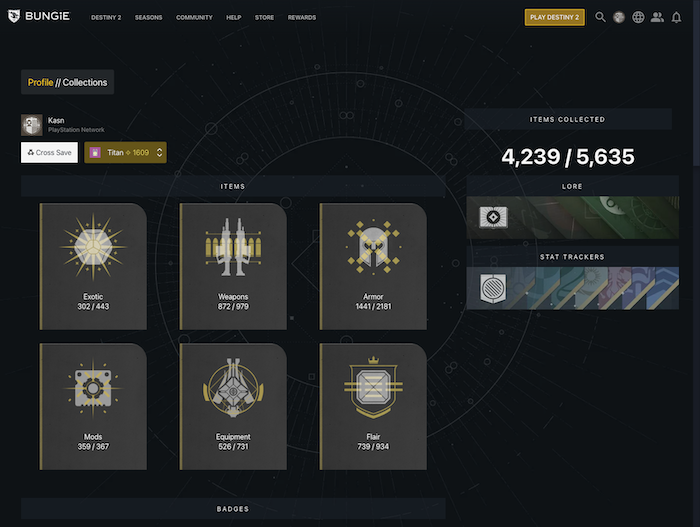 BUNGiE
DESTINY 2 SEASONS COMMUNITY HELP STORE REWARDS PLAY DESTINY 2
Profile // Collections
Kasn
PlayStation Network
Cross Save
Titan 1609
ITEMS COLLECTED
4,239 / 5,635
ITEMS
Exotic
302 / 443
Weapons
872 / 979
Armor
1441 / 2181
Mods
359 / 367
Equipment
526 / 731
Flair
739 / 934
LORE
STAT TRACKERS
BADGES